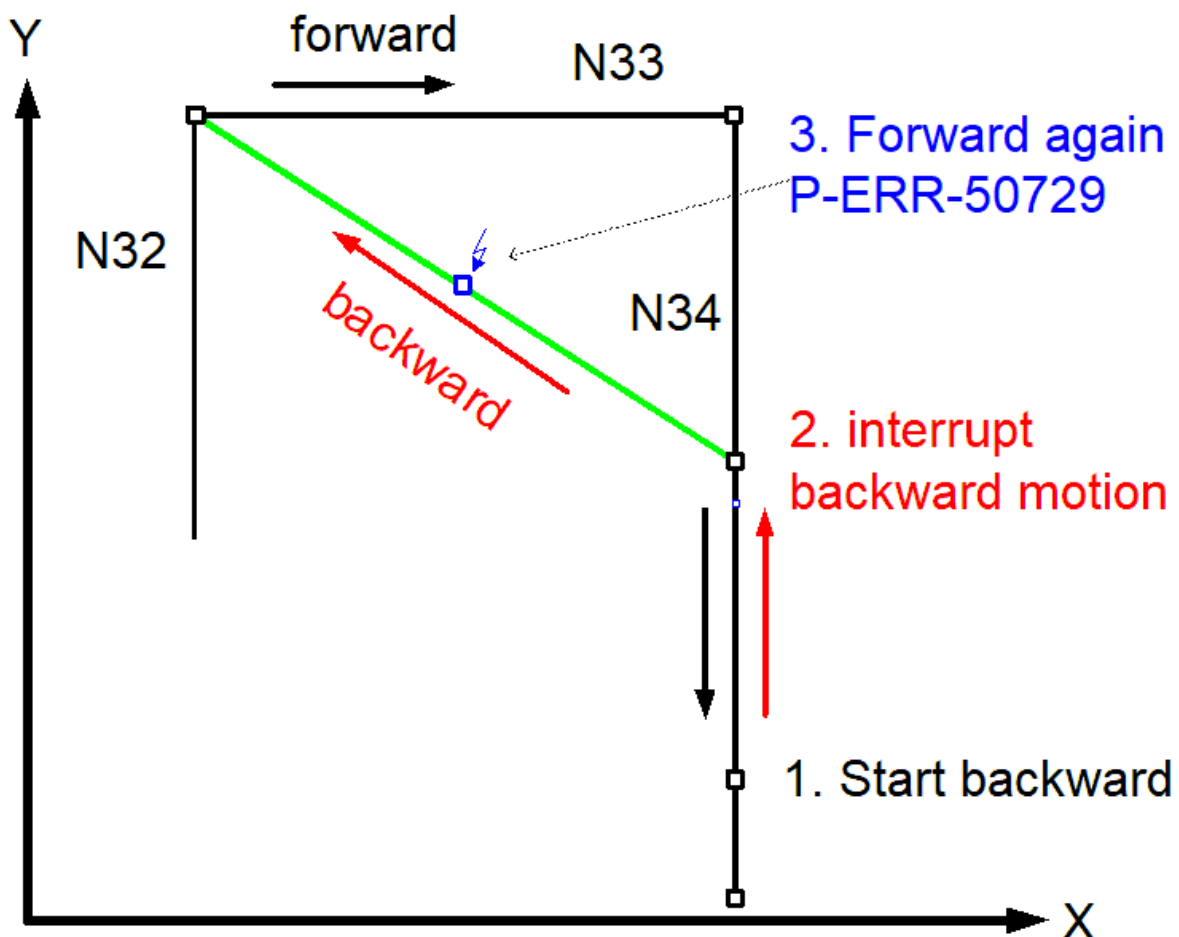 Y
forward
N33
3. Forward again
P-ERR-50729
N32
backward
N34
2. interrupt
backward motion
1. Start backward
X